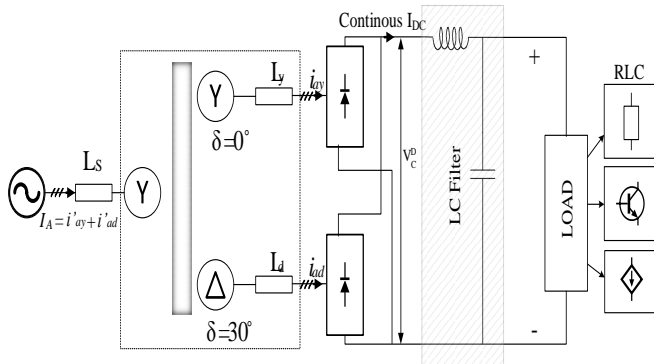 Continous I_DC
RLC
L_y
i_ay
Y
δ=0°
+
L_S
Y
V_C^D
LC Filter
LOAD
I_A=i'_ay+i'_ad
L_d
i_ad
Δ
δ=30°
-